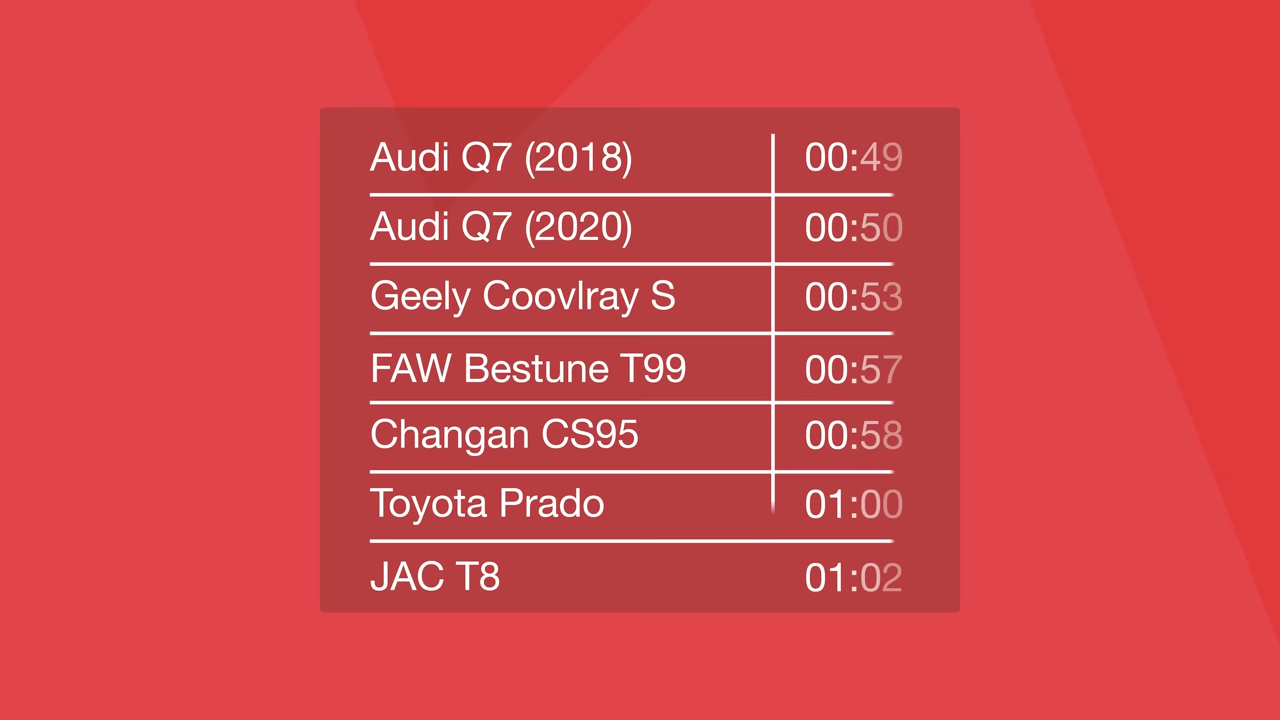 Audi Q7 (2018) 00:49
Audi Q7 (2020) 00:50
Geely Coovlray S 00:53
FAW Bestune T99 00:57
Changan CS95 00:58
Toyota Prado 01:00
JAC T8 01:02